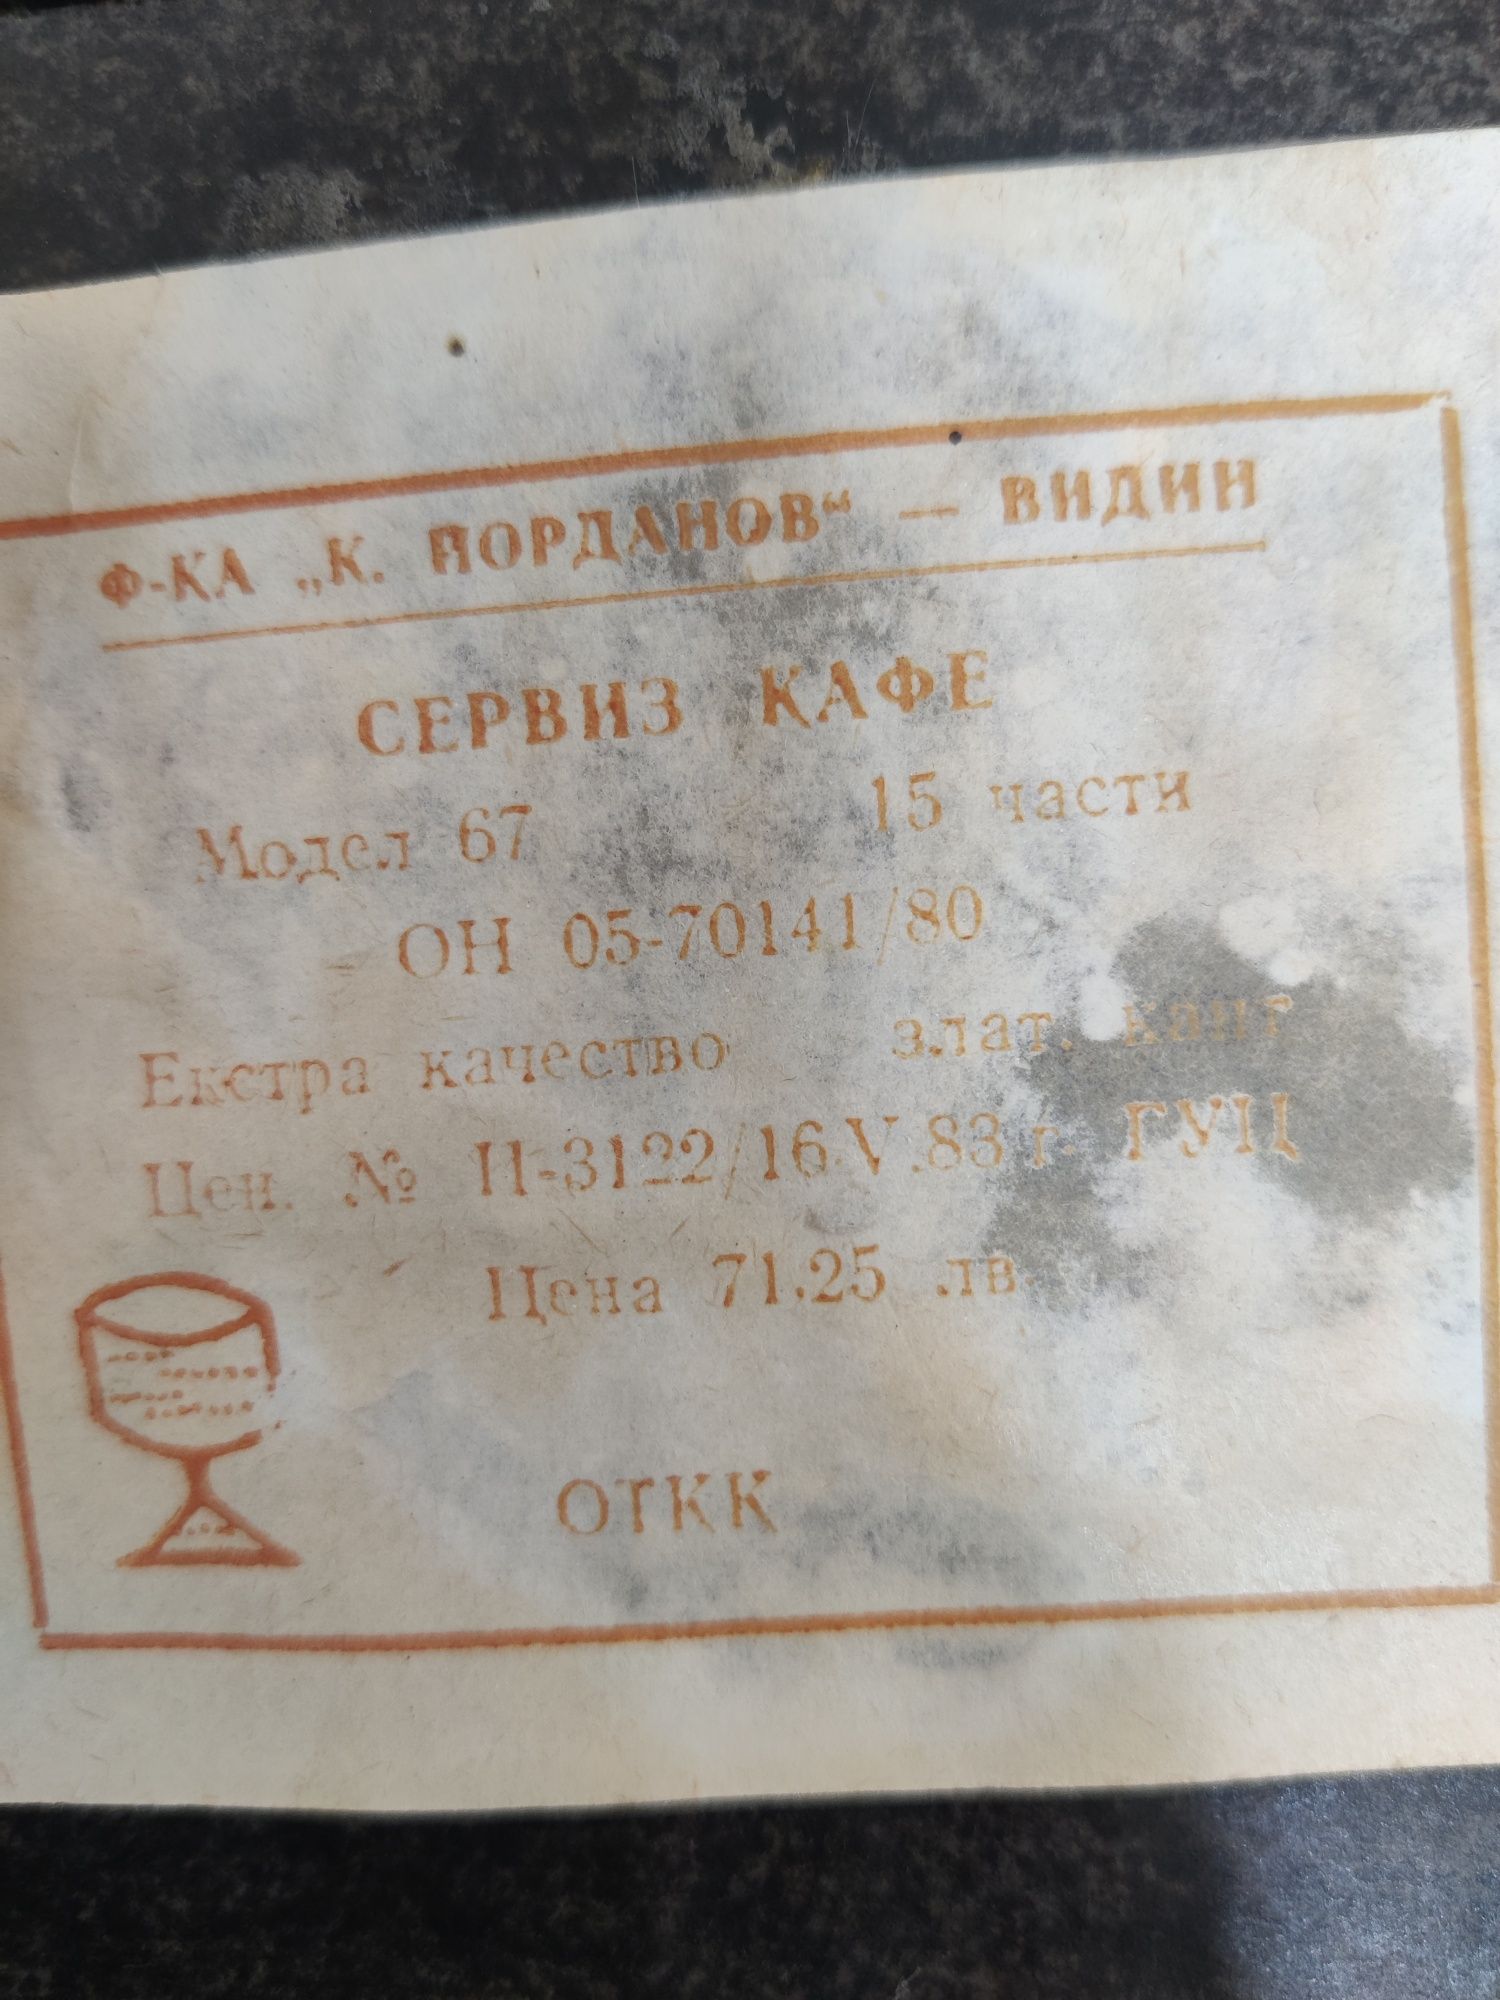 Ф-КА „К. ЙОРДАНОВ“ — ВИДИН
СЕРВИЗ КАФЕ
Модел 67 15 части
ОН 05-70141/80
Екстра качество злат. кант
Цен. № Н-3122/16.V.83 г. ГУЦ
Цена 71.25 лв.
ОТКК